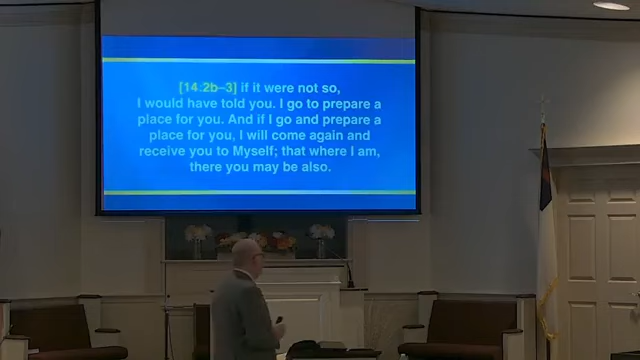 [14:2b–3] if it were not so,
I would have told you. I go to prepare a
place for you. And if I go and prepare a
place for you, I will come again and
receive you to Myself; that where I am,
there you may be also.